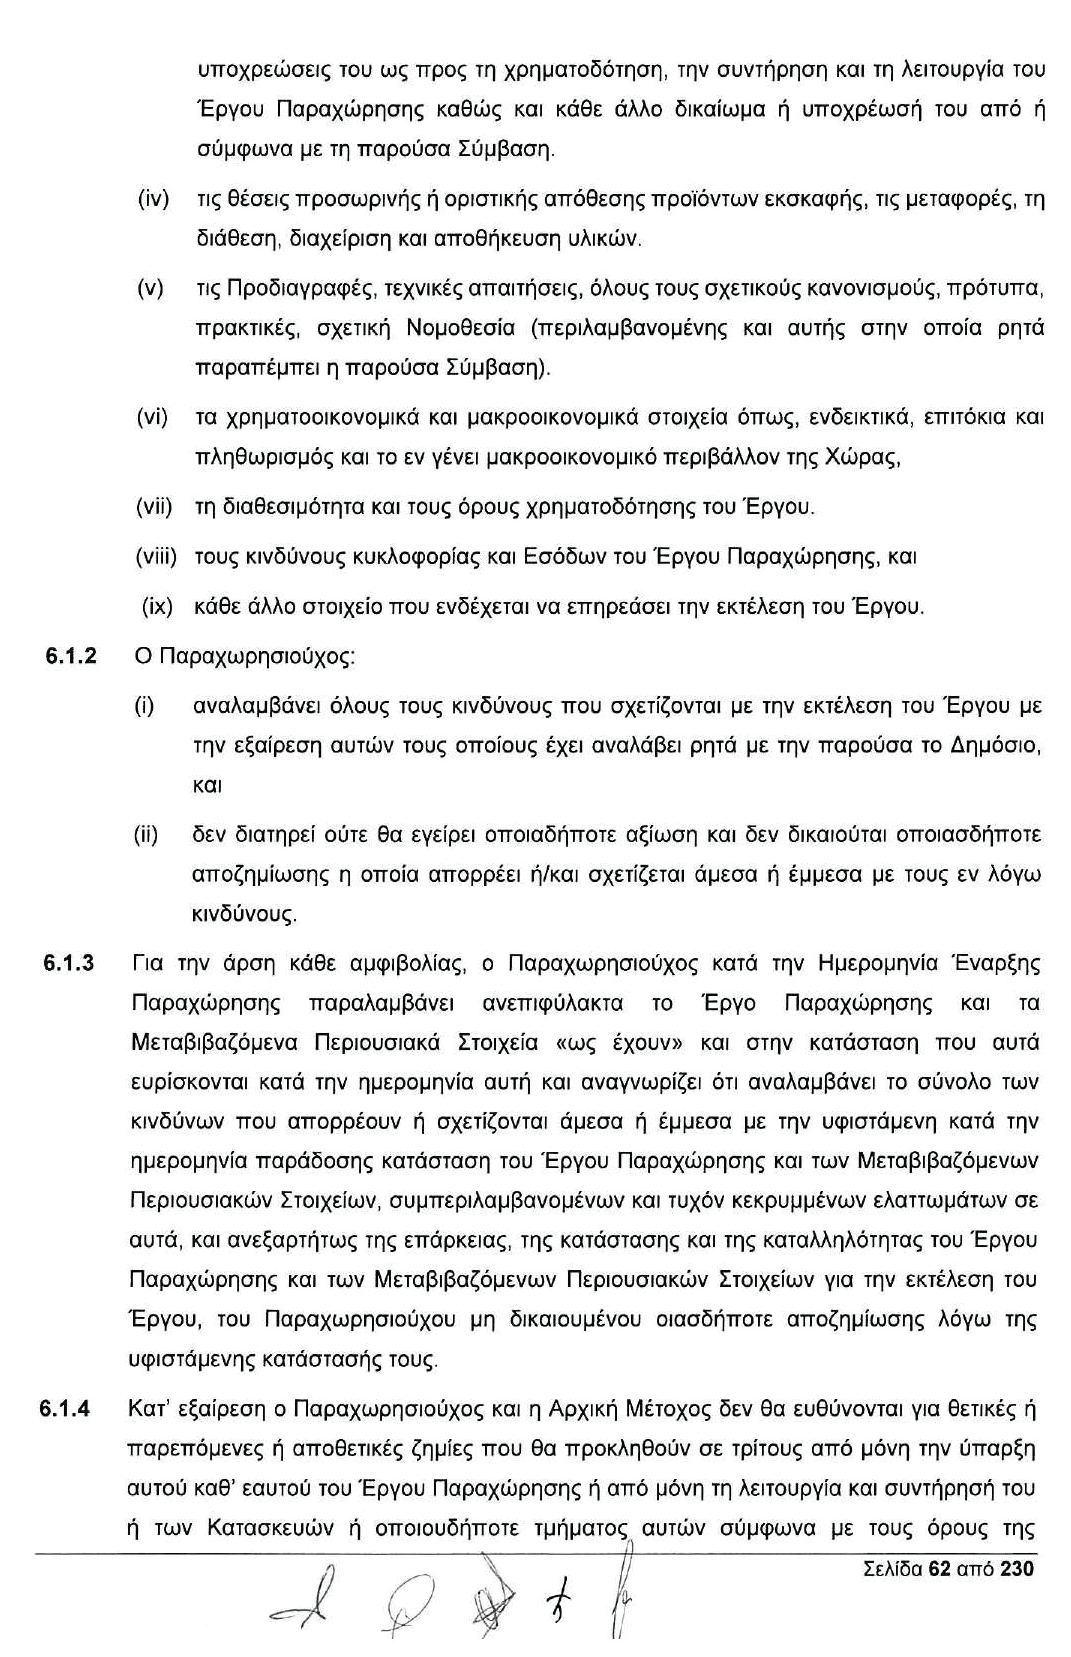 υποχρεώσεις του ως προς τη χρηματοδότηση, την συντήρηση και τη λειτουργία του
Έργου Παραχώρησης καθώς και κάθε άλλο δικαίωμα ή υποχρέωσή του από ή
σύμφωνα με τη παρούσα Σύμβαση.
(iv) τις θέσεις προσωρινής ή οριστικής απόθεσης προϊόντων εκσκαφής, τις μεταφορές, τη
διάθεση, διαχείριση και αποθήκευση υλικών.
(v) τις Προδιαγραφές, τεχνικές απαιτήσεις, όλους τους σχετικούς κανονισμούς, πρότυπα,
πρακτικές, σχετική Νομοθεσία (περιλαμβανομένης και αυτής στην οποία ρητά
παραπέμπει η παρούσα Σύμβαση).
(vi) τα χρηματοοικονομικά και μακροοικονομικά στοιχεία όπως, ενδεικτικά, επιτόκια και
πληθωρισμός και το εν γένει μακροοικονομικό περιβάλλον της Χώρας,
(vii) τη διαθεσιμότητα και τους όρους χρηματοδότησης του Έργου.
(viii) τους κινδύνους κυκλοφορίας και Εσόδων του Έργου Παραχώρησης, και
(ix) κάθε άλλο στοιχείο που ενδέχεται να επηρεάσει την εκτέλεση του Έργου.
6.1.2 Ο Παραχωρησιούχος:
(i) αναλαμβάνει όλους τους κινδύνους που σχετίζονται με την εκτέλεση του Έργου με
την εξαίρεση αυτών τους οποίους έχει αναλάβει ρητά με την παρούσα το Δημόσιο,
και
(ii) δεν διατηρεί ούτε θα εγείρει οποιαδήποτε αξίωση και δεν δικαιούται οποιασδήποτε
αποζημίωσης η οποία απορρέει ή/και σχετίζεται άμεσα ή έμμεσα με τους εν λόγω
κινδύνους.
6.1.3 Για την άρση κάθε αμφιβολίας, ο Παραχωρησιούχος κατά την Ημερομηνία Έναρξης
Παραχώρησης παραλαμβάνει ανεπιφύλακτα το Έργο Παραχώρησης και τα
Μεταβιβαζόμενα Περιουσιακά Στοιχεία «ως έχουν» και στην κατάσταση που αυτά
ευρίσκονται κατά την ημερομηνία αυτή και αναγνωρίζει ότι αναλαμβάνει το σύνολο των
κινδύνων που απορρέουν ή σχετίζονται άμεσα ή έμμεσα με την υφιστάμενη κατά την
ημερομηνία παράδοσης κατάσταση του Έργου Παραχώρησης και των Μεταβιβαζόμενων
Περιουσιακών Στοιχείων, συμπεριλαμβανομένων και τυχόν κεκρυμμένων ελαττωμάτων σε
αυτά, και ανεξαρτήτως της επάρκειας, της κατάστασης και της καταλληλότητας του Έργου
Παραχώρησης και των Μεταβιβαζόμενων Περιουσιακών Στοιχείων για την εκτέλεση του
Έργου, του Παραχωρησιούχου μη δικαιουμένου οιασδήποτε αποζημίωσης λόγω της
υφιστάμενης κατάστασής τους.
6.1.4 Κατ’ εξαίρεση ο Παραχωρησιούχος και η Αρχική Μέτοχος δεν θα ευθύνονται για θετικές ή
παρεπόμενες ή αποθετικές ζημίες που θα προκληθούν σε τρίτους από μόνη την ύπαρξη
αυτού καθ’ εαυτού του Έργου Παραχώρησης ή από μόνη τη λειτουργία και συντήρησή του
ή των Κατασκευών ή οποιουδήποτε τμήματος αυτών σύμφωνα με τους όρους της
Σελίδα 62 από 230